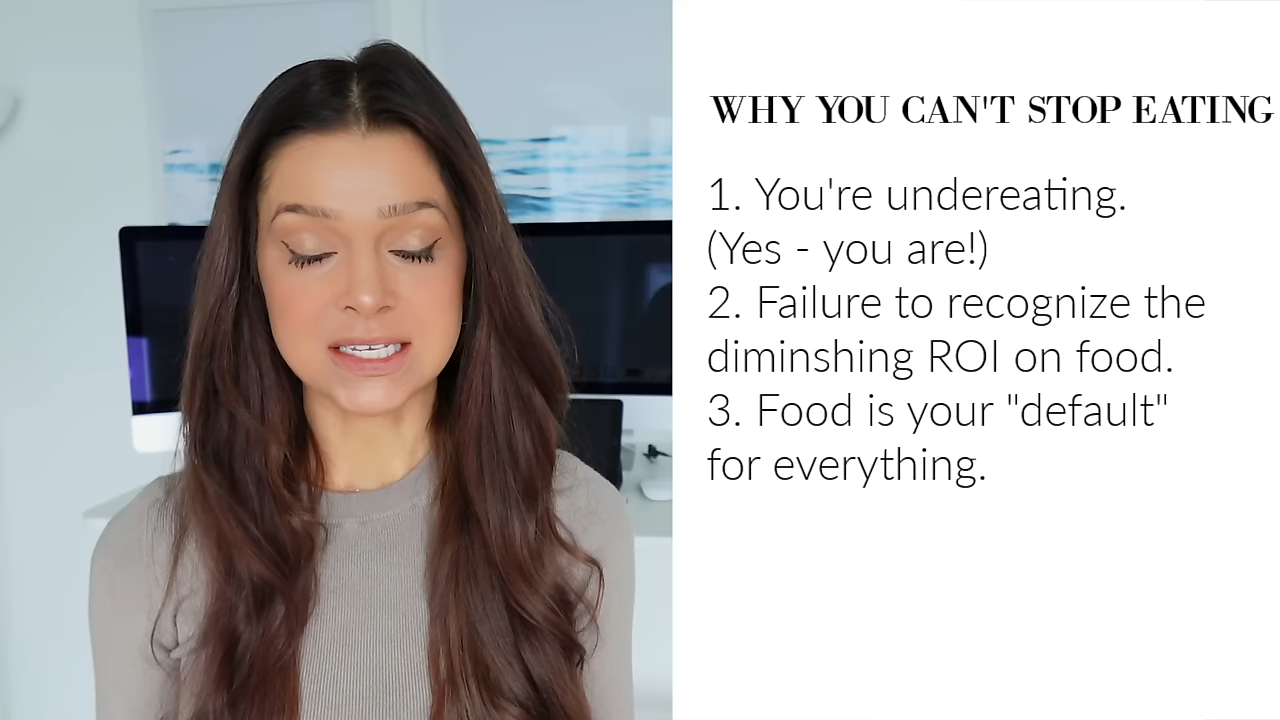 WHY YOU CAN'T STOP EATING
1. You're undereating.
(Yes - you are!)
2. Failure to recognize the
diminshing ROI on food.
3. Food is your "default"
for everything.